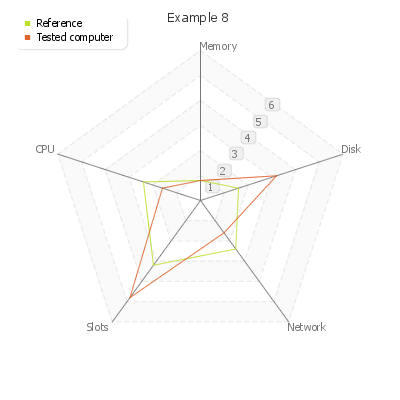 Example 8
Reference
Tested computer
Memory
6
5
4
3
2
1
Disk
CPU
Slots
Network